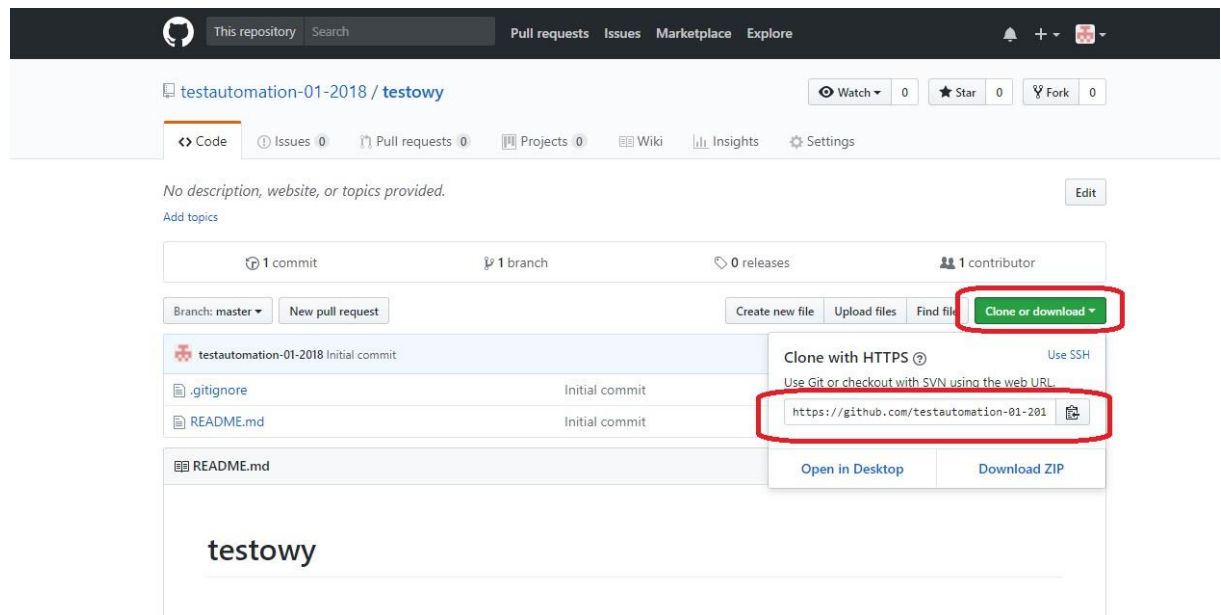 This repository Search Pull requests Issues Marketplace Explore
testautomation-01-2018 / testowy Watch 0 Star 0 Fork 0
Code Issues 0 Pull requests 0 Projects 0 Wiki Insights Settings
No description, website, or topics provided. Edit
Add topics
1 commit 1 branch 0 releases 1 contributor
Branch: master New pull request Create new file Upload files Find file Clone or download
testautomation-01-2018 Initial commit
Clone with HTTPS Use SSH
Use Git or checkout with SVN using the web URL.
.gitignore Initial commit
https://github.com/testautomation-01-201
README.md Initial commit
README.md
Open in Desktop Download ZIP
testowy